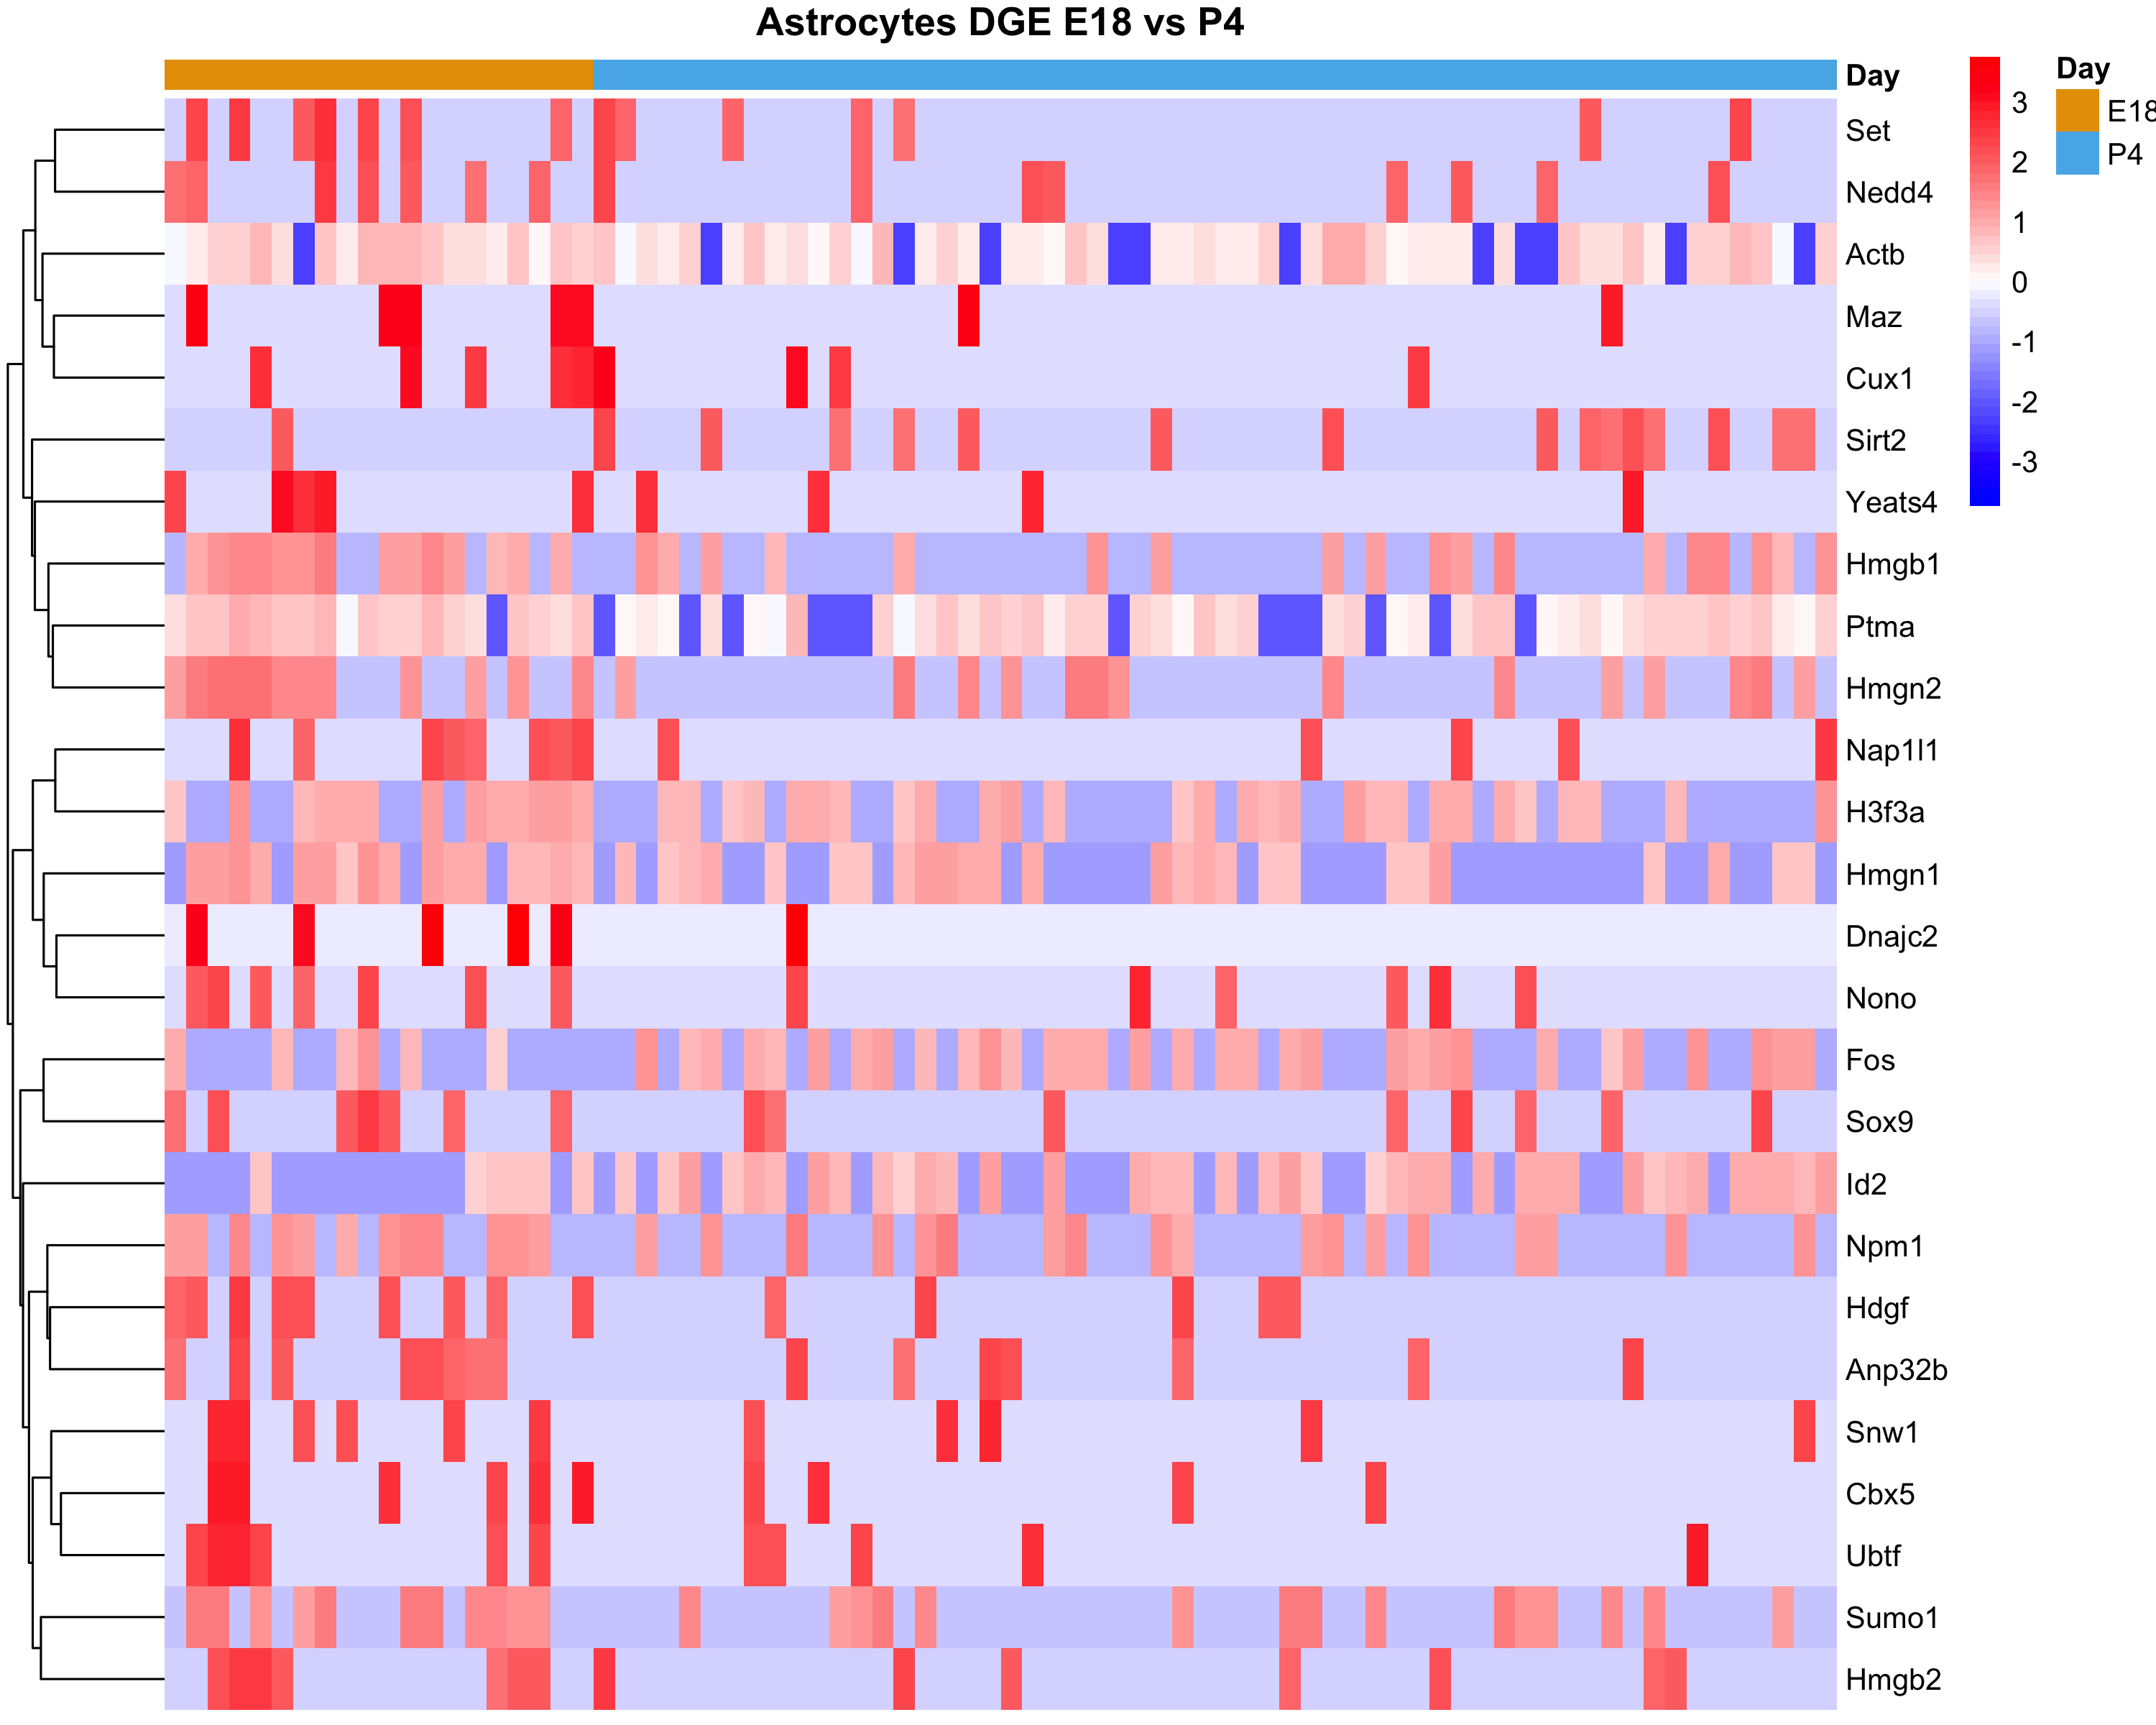 Astrocytes DGE E18 vs P4
Day
Set
Nedd4
Actb
Maz
Cux1
Sirt2
Yeats4
Hmgb1
Ptma
Hmgn2
Nap1l1
H3f3a
Hmgn1
Dnajc2
Nono
Fos
Sox9
Id2
Npm1
Hdgf
Anp32b
Snw1
Cbx5
Ubtf
Sumo1
Hmgb2
3
2
1
0
-1
-2
-3
Day
E18
P4